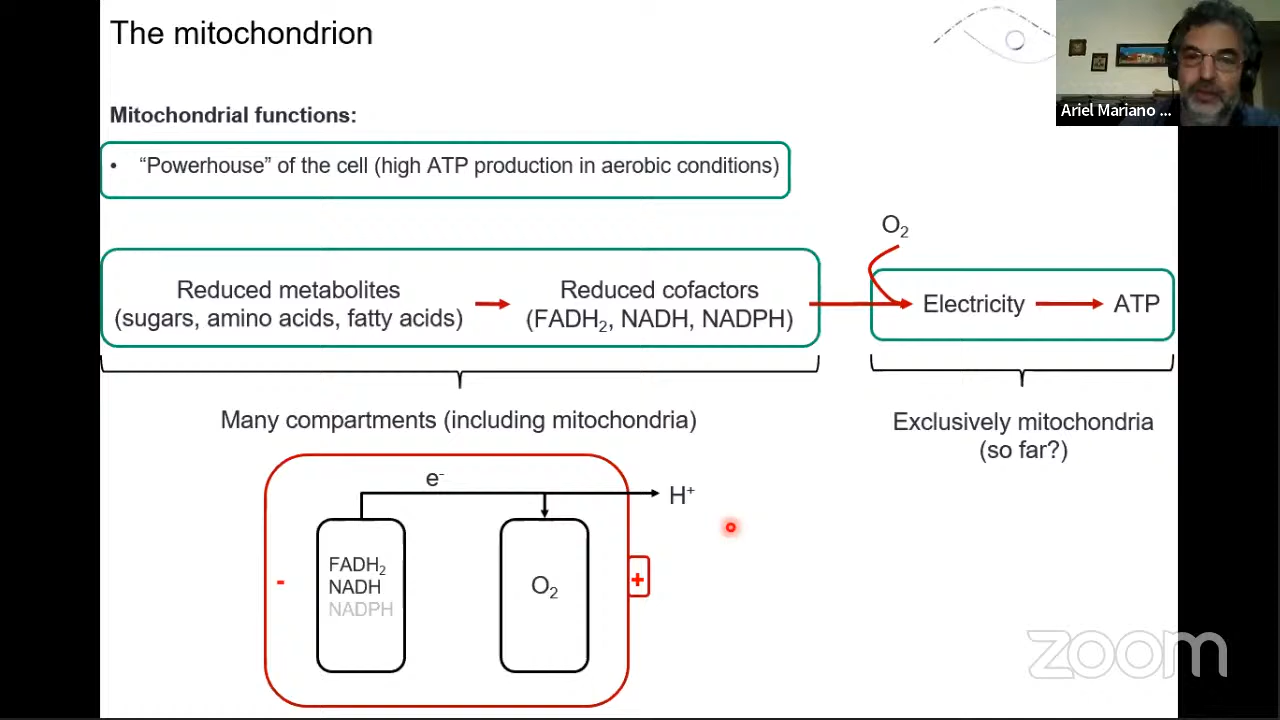 The mitochondrion
Ariel Mariano ...
Mitochondrial functions:
• “Powerhouse” of the cell (high ATP production in aerobic conditions)
O₂
Reduced metabolites
(sugars, amino acids, fatty acids)
Reduced cofactors
(FADH₂, NADH, NADPH)
Electricity
ATP
Many compartments (including mitochondria)
Exclusively mitochondria
(so far?)
e⁻
H⁺
FADH₂
NADH
NADPH
O₂
-
+
zoom